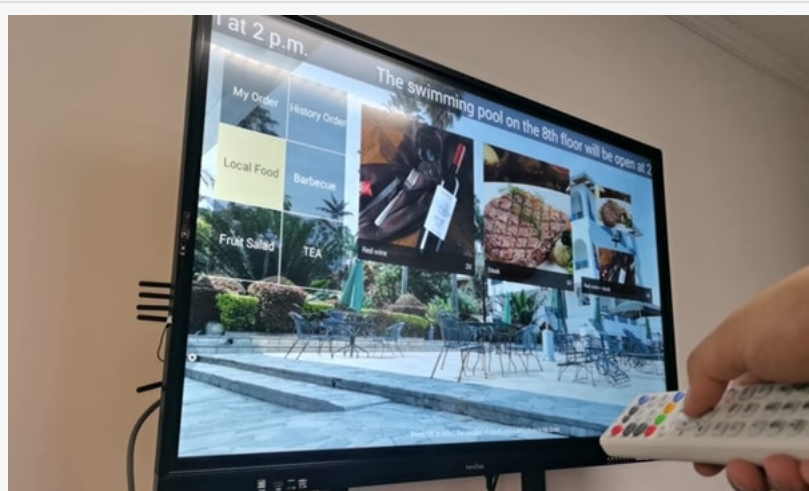 at 2 p.m.
The swimming pool on the 8th floor will be open at 2
My Order
History Order
Local Food
Barbecue
Fruit Salad
TEA
Red wine
Steak